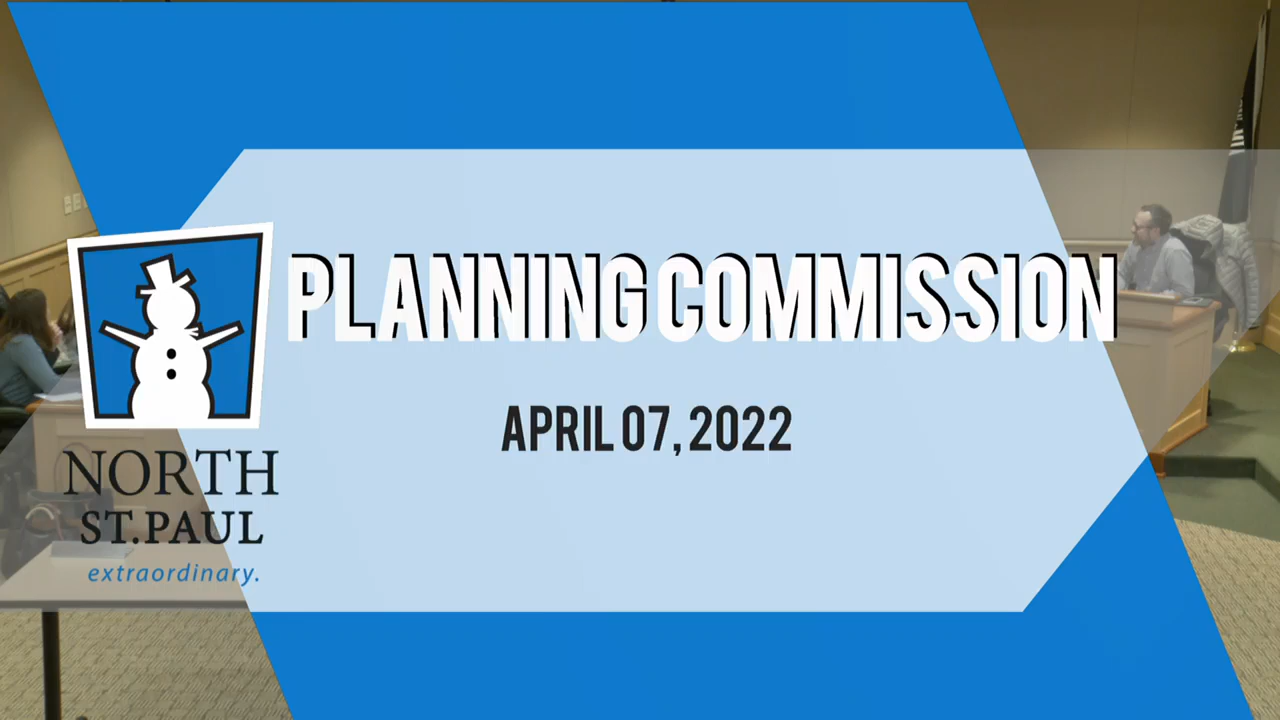 PLANNING COMMISSION
APRIL 07, 2022
NORTH
ST. PAUL
extraordinary.